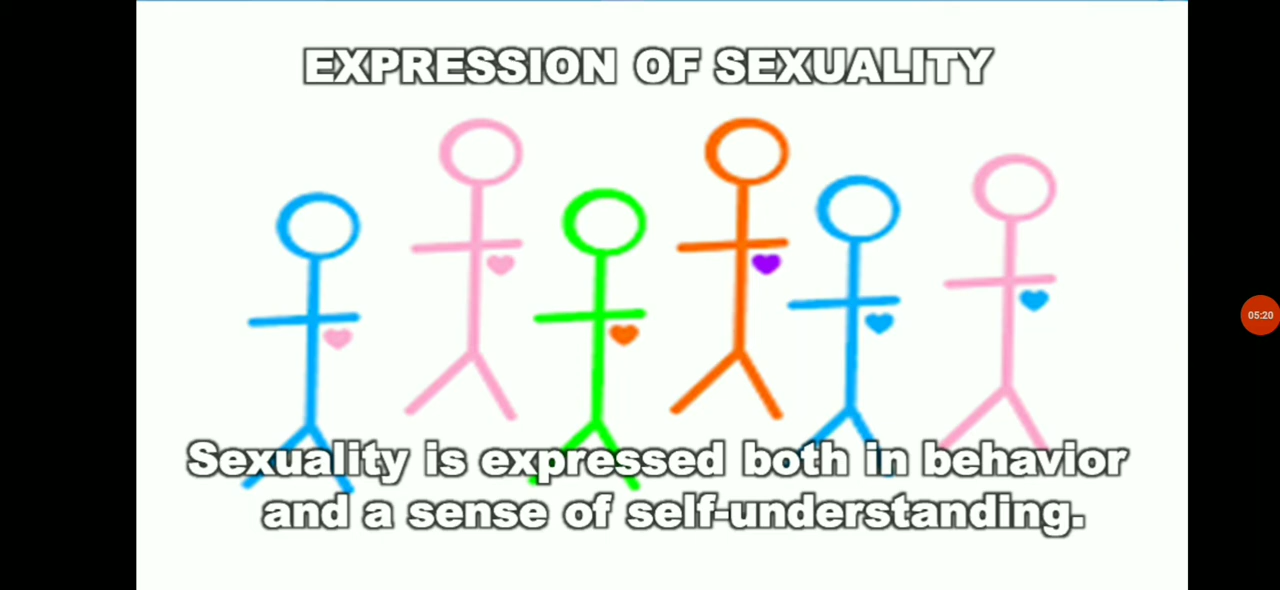 EXPRESSION OF SEXUALITY
Sexuality is expressed both in behavior
and a sense of self-understanding.
05:20